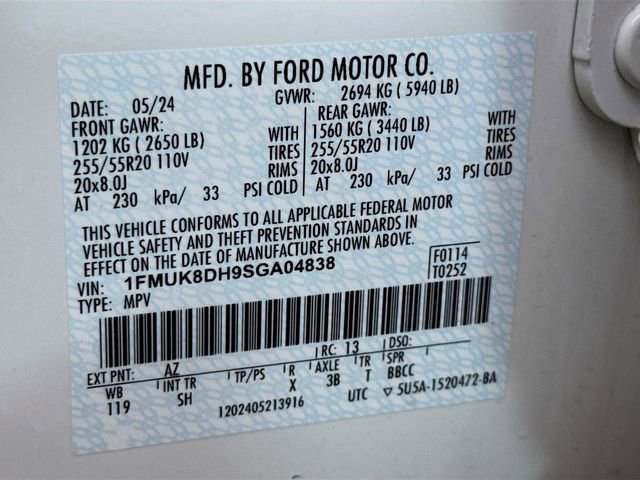 MFD. BY FORD MOTOR CO.
DATE: 05/24 GVWR: 2694 KG ( 5940 LB)
FRONT GAWR: REAR GAWR:
1202 KG ( 2650 LB) WITH 1560 KG ( 3440 LB) WITH
255/55R20 110V TIRES 255/55R20 110V TIRES
20x8.0J RIMS 20x8.0J RIMS
AT 230 kPa/ 33 PSI COLD AT 230 kPa/ 33 PSI COLD
THIS VEHICLE CONFORMS TO ALL APPLICABLE FEDERAL MOTOR
VEHICLE SAFETY AND THEFT PREVENTION STANDARDS IN
EFFECT ON THE DATE OF MANUFACTURE SHOWN ABOVE.
VIN: 1FMUK8DH9SGA04838 F0114
TYPE: MPV T0252
EXT PNT: AZ RC: 13 DSO:
WB INT TR TP/PS R AXLE TR SPR
119 SH X 3B T BBCC
1202405213916 UTC ▽ 5U5A-1520472-BA